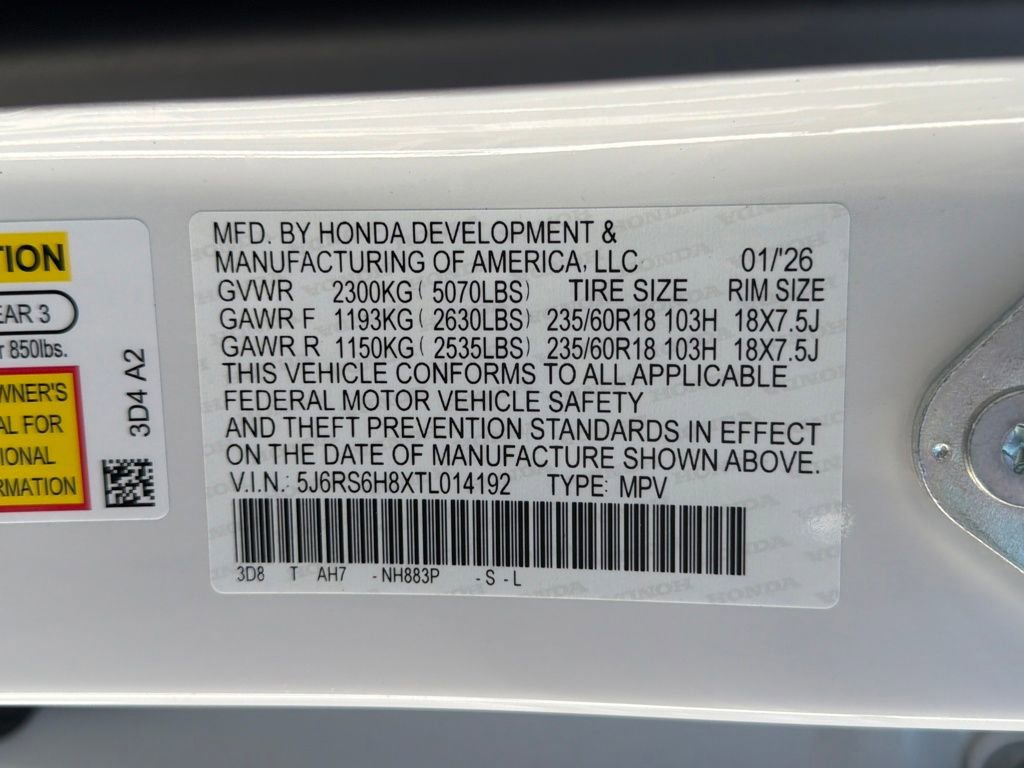 TION
EAR 3
r 850lbs.
WNER'S
AL FOR
IONAL
RMATION
3D4 A2
MFD. BY HONDA DEVELOPMENT &
MANUFACTURING OF AMERICA, LLC 01/'26
GVWR 2300KG ( 5070LBS) TIRE SIZE RIM SIZE
GAWR F 1193KG ( 2630LBS) 235/60R18 103H 18X7.5J
GAWR R 1150KG ( 2535LBS) 235/60R18 103H 18X7.5J
THIS VEHICLE CONFORMS TO ALL APPLICABLE
FEDERAL MOTOR VEHICLE SAFETY
AND THEFT PREVENTION STANDARDS IN EFFECT
ON THE DATE OF MANUFACTURE SHOWN ABOVE.
V.I.N.: 5J6RS6H8XTL014192 TYPE: MPV
3D8 T AH7 -NH883P -S -L